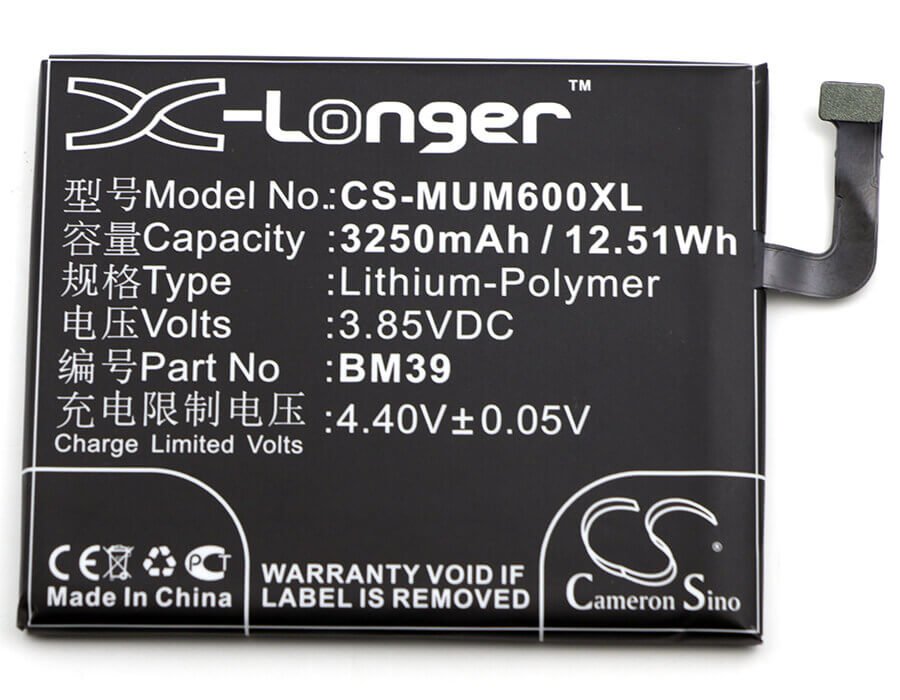 X-Longer™
型号Model No.:CS-MUM600XL
容量Capacity :3250mAh / 12.51Wh
规格Type :Lithium-Polymer
电压Volts :3.85VDC
编号Part No :BM39
充电限制电压 :4.40V±0.05V
Charge Limited Volts
CE PCT
Made in China
WARRANTY VOID IF
LABEL IS REMOVED
CS®
Cameron Sino